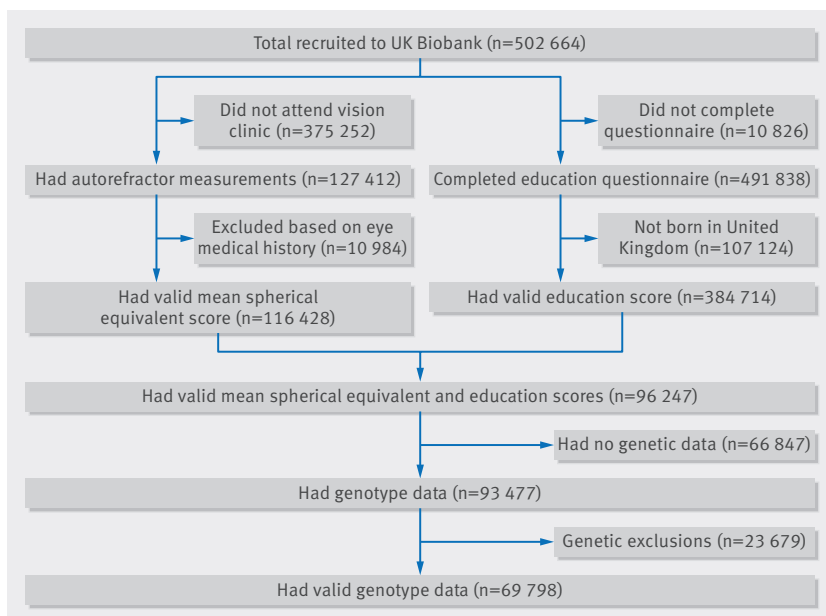 Total recruited to UK Biobank (n=502 664)
Did not attend vision
clinic (n=375 252)
Did not complete
questionnaire (n=10 826)
Had autorefractor measurements (n=127 412)
Completed education questionnaire (n=491 838)
Excluded based on eye
medical history (n=10 984)
Not born in United
Kingdom (n=107 124)
Had valid mean spherical
equivalent score (n=116 428)
Had valid education score (n=384 714)
Had valid mean spherical equivalent and education scores (n=96 247)
Had no genetic data (n=66 847)
Had genotype data (n=93 477)
Genetic exclusions (n=23 679)
Had valid genotype data (n=69 798)